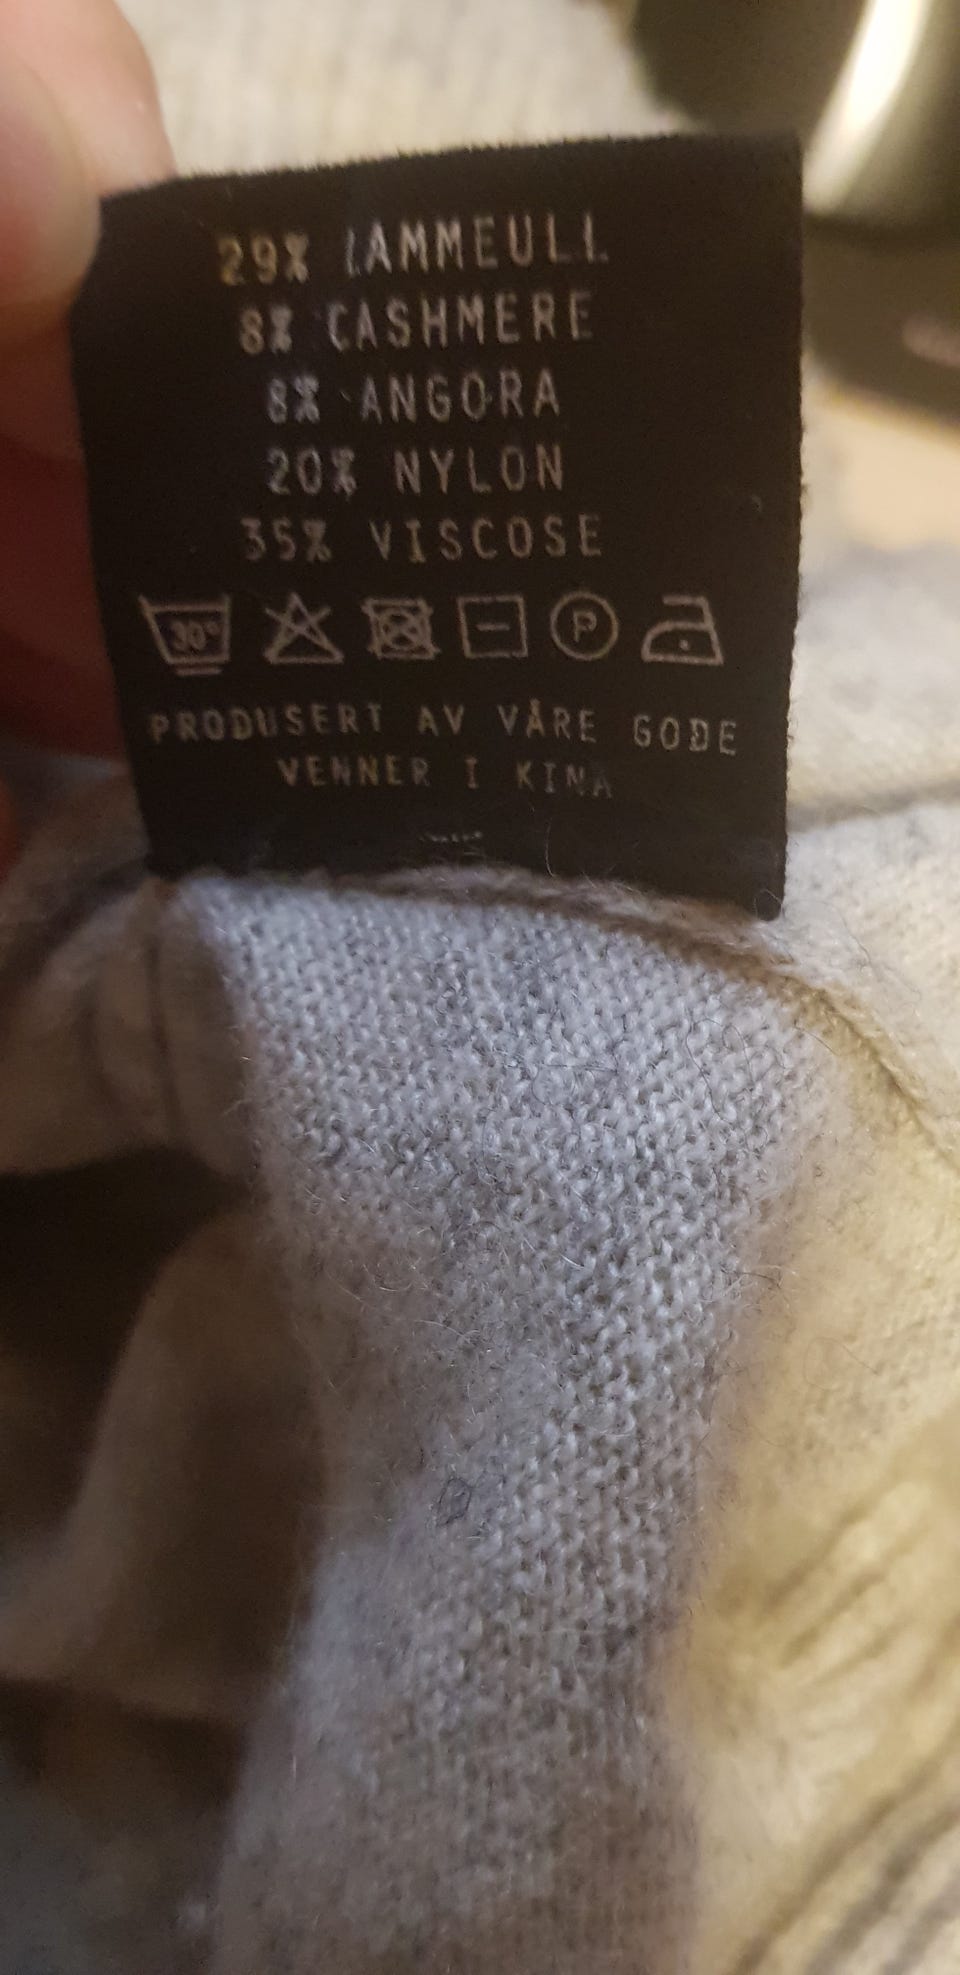 29% LAMMEULL
8% CASHMERE
8% ANGORA
20% NYLON
35% VISCOSE
30°
P
PRODUSERT AV VÅRE GODE
VENNER I KINA